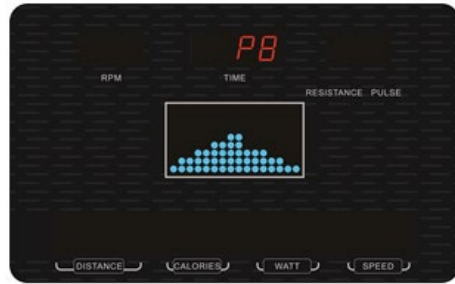 P8
RPM TIME
RESISTANCE PULSE
DISTANCE CALORIES WATT SPEED